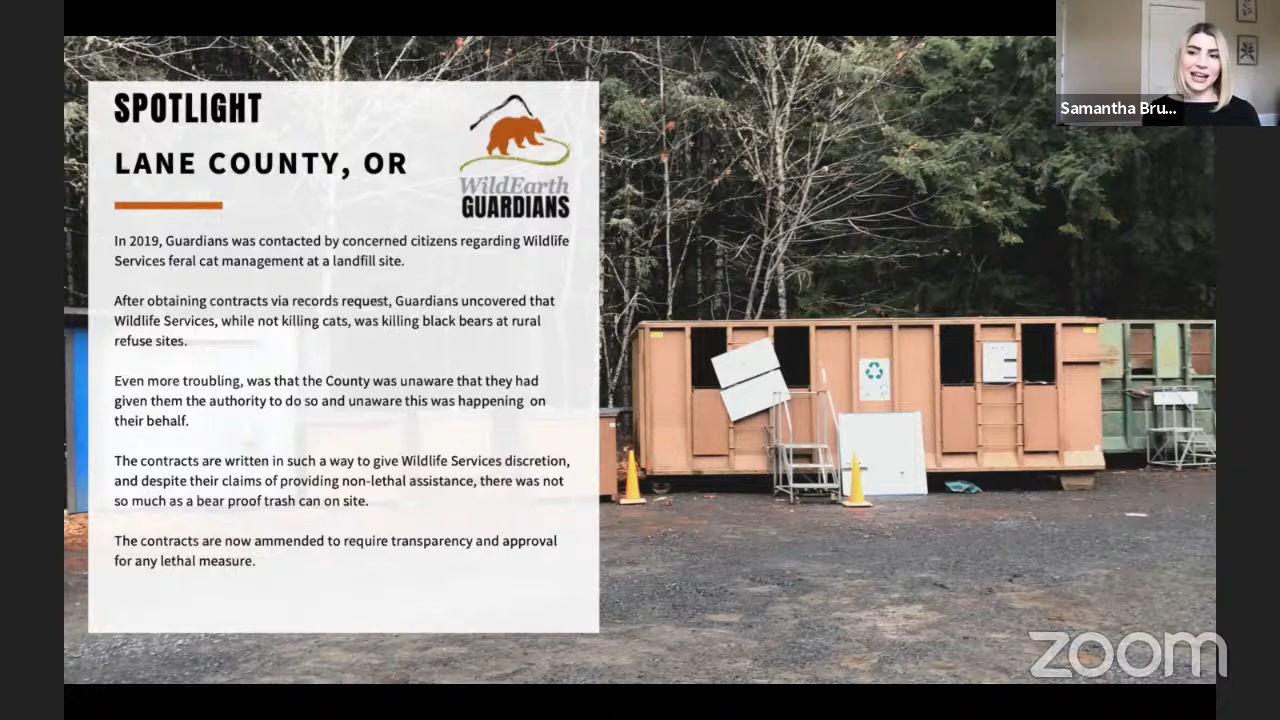 Samantha Bru...
SPOTLIGHT
LANE COUNTY, OR
WildEarth
GUARDIANS
In 2019, Guardians was contacted by concerned citizens regarding Wildlife
Services feral cat management at a landfill site.
After obtaining contracts via records request, Guardians uncovered that
Wildlife Services, while not killing cats, was killing black bears at rural
refuse sites.
Even more troubling, was that the County was unaware that they had
given them the authority to do so and unaware this was happening on
their behalf.
The contracts are written in such a way to give Wildlife Services discretion,
and despite their claims of providing non-lethal assistance, there was not
so much as a bear proof trash can on site.
The contracts are now ammended to require transparency and approval
for any lethal measure.
zoom